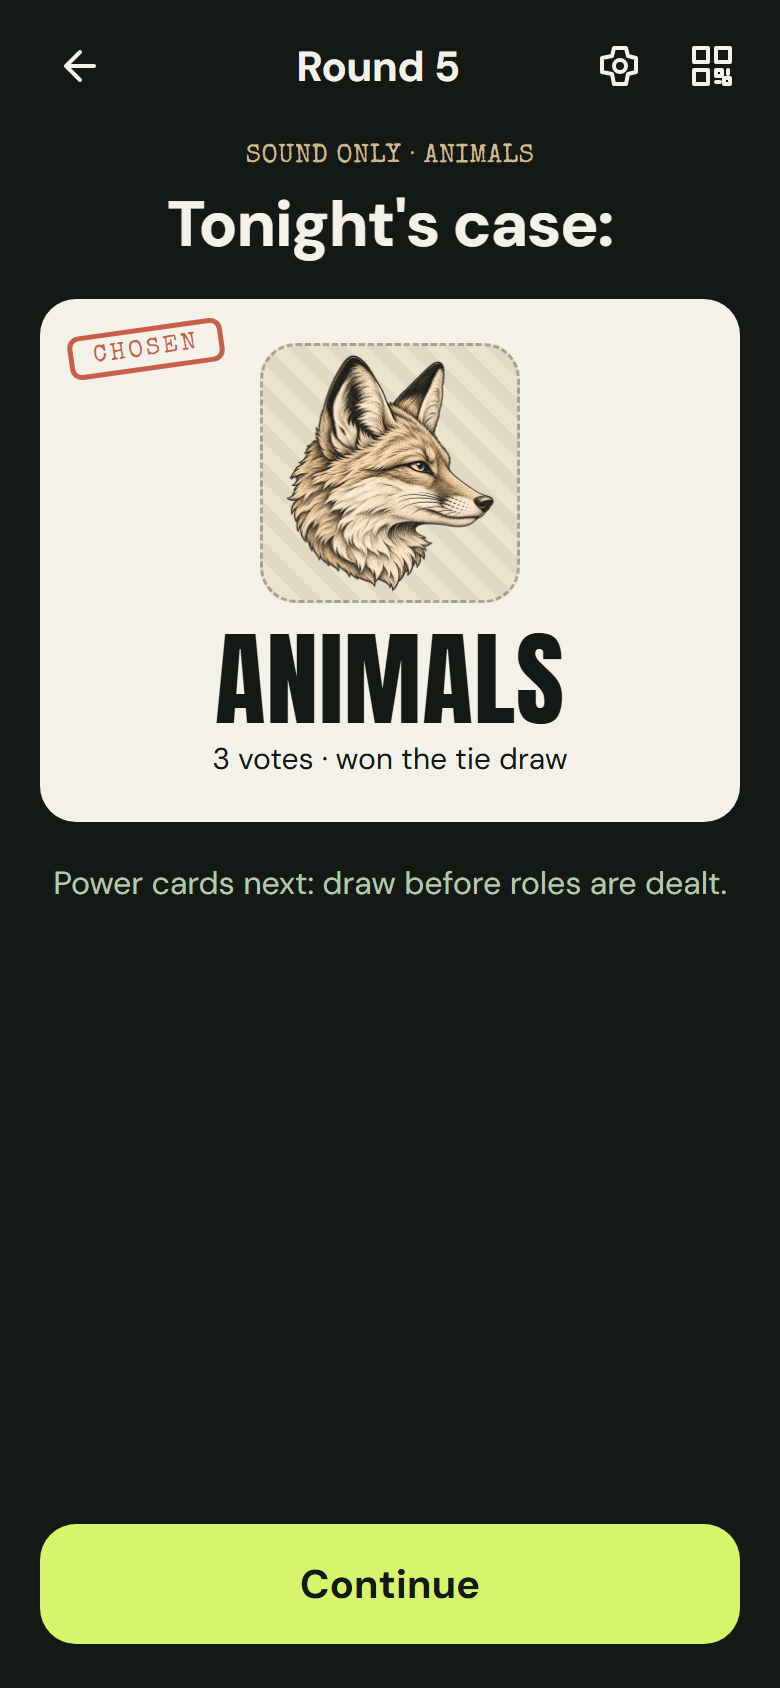 Round 5
SOUND ONLY · ANIMALS
Tonight's case:
CHOSEN
ANIMALS
3 votes · won the tie draw
Power cards next: draw before roles are dealt.
Continue